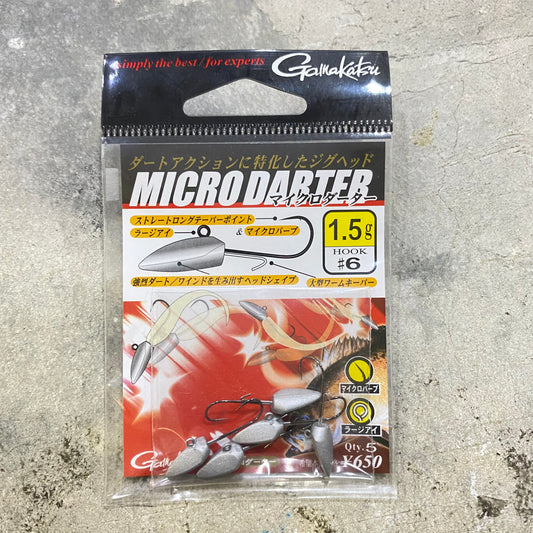 simply the best / for experts
Gamakatsu
ダートアクションに特化したジグヘッド
MICRO DARTER
マイクロダーター
ストレートロングテーパーポイント
ラージアイ
& マイクロバーブ
1.5g
HOOK
#6
強烈ダート/ワインドを生み出すヘッドシェイプ
大型ワームキーパー
マイクロバーブ
ラージアイ
Qty.5
¥650